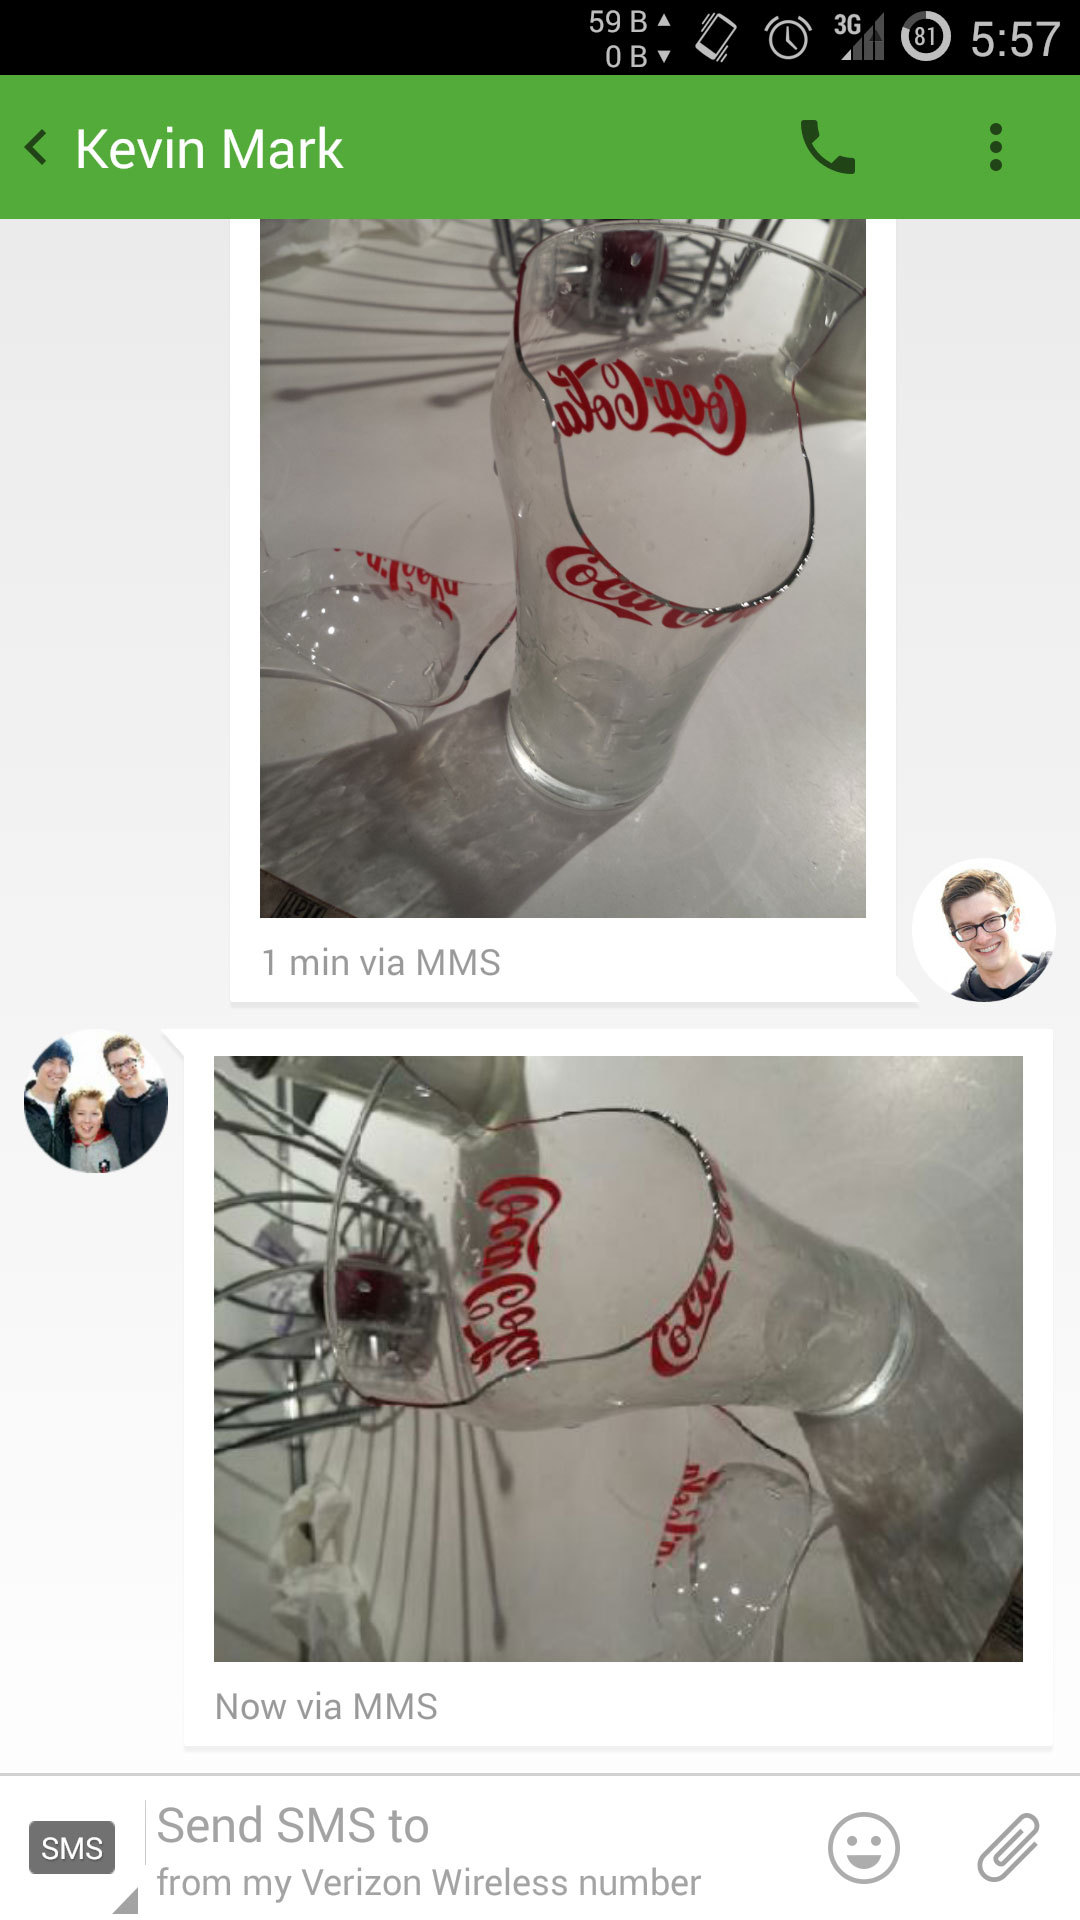 59 B ▲
0 B ▼
3G
81
5:57
Kevin Mark
Coca-Cola
Coca-Cola
1 min via MMS
Coca-Cola
Coca-Cola
Now via MMS
SMS
Send SMS to
from my Verizon Wireless number